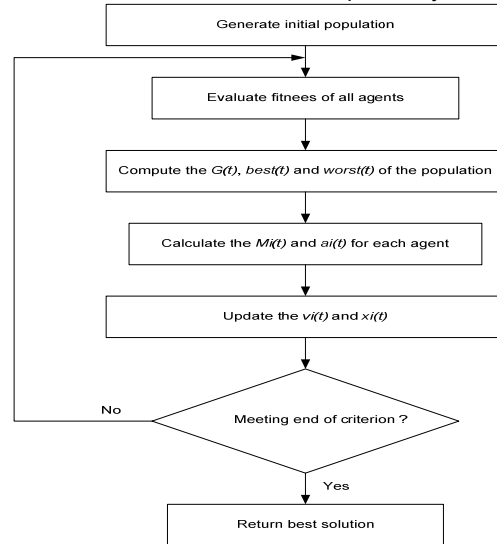 Generate initial population
Evaluate fitnees of all agents
Compute the G(t), best(t) and worst(t) of the population
Calculate the Mi(t) and ai(t) for each agent
Update the vi(t) and xi(t)
Meeting end of criterion ?
No
Yes
Return best solution